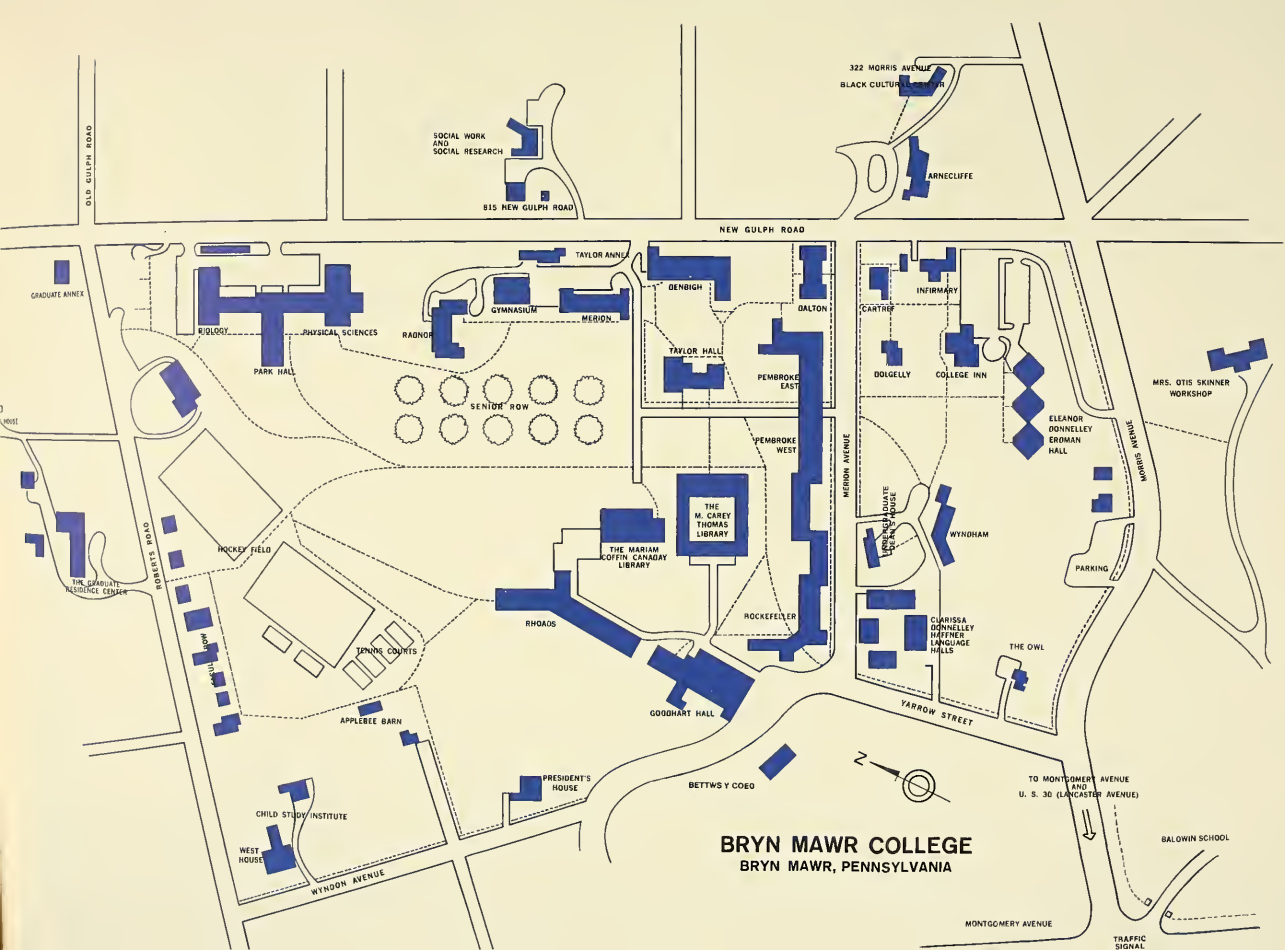 322 MORRIS AVENUE
BLACK CULTURAL CENTER
SOCIAL WORK
AND
SOCIAL RESEARCH
OLD GULPH ROAD
ARNECLIFFE
815 NEW GULPH ROAD
NEW GULPH ROAD
TAYLOR ANNEX
GRADUATE ANNEX
DENBIGH
INFIRMARY
DALTON
CARTREF
GYMNASIUM
MERION
BIOLOGY
PHYSICAL SCIENCES
RADNOR
TAYLOR HALL
PARK HALL
DOLGELLY
COLLEGE INN
PEMBROKE
EAST
MRS. OTIS SKINNER
WORKSHOP
SENIOR ROW
HOUSE
ELEANOR
DONNELLEY
ERDMAN
HALL
PEMBROKE
WEST
MERION AVENUE
MORRIS AVENUE
THE
M. CAREY
THOMAS
LIBRARY
UNDERGRADUATE
DEAN'S HOUSE
WYNDHAM
HOCKEY FIELD
THE MARIAM
COFFIN CANADAY
LIBRARY
ROBERTS ROAD
PARKING
THE GRADUATE
RESIDENCE CENTER
RHOADS
ROCKEFELLER
CLARISSA
DONNELLEY
HAFFNER
LANGUAGE
HALLS
THE OWL
TENNIS COURTS
ROW
GOODHART HALL
YARROW STREET
APPLEBEE BARN
N
PRESIDENT'S
HOUSE
BETTWS Y COED
TO MONTGOMERY AVENUE
AND
U. S. 30 (LANCASTER AVENUE)
CHILD STUDY INSTITUTE
WEST
HOUSE
BRYN MAWR COLLEGE
BRYN MAWR, PENNSYLVANIA
BALDWIN SCHOOL
WYNDON AVENUE
MONTGOMERY AVENUE
TRAFFIC
SIGNAL